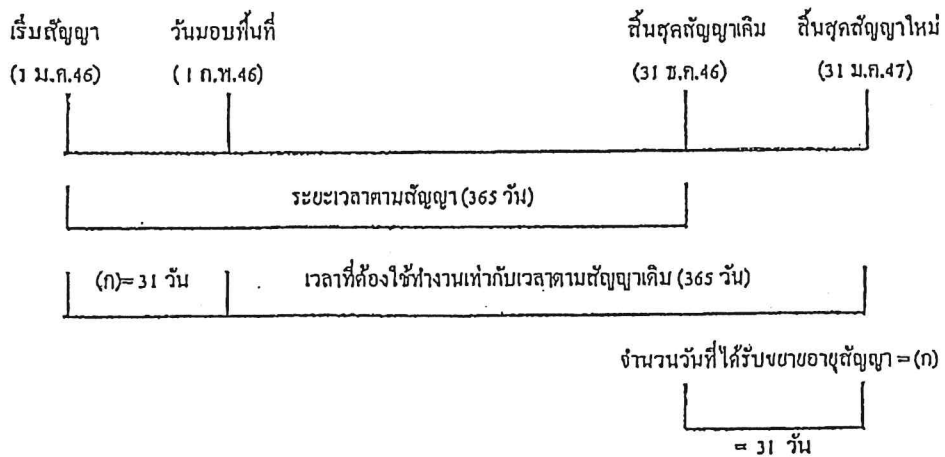 เริ่มสัญญา วันมอบพื้นที่ สิ้นสุดสัญญาเดิม สิ้นสุดสัญญาใหม่
(1 ม.ค.46) (1 ก.พ.46) (31 ธ.ค.46) (31 ม.ค.47)
ระยะเวลาตามสัญญา (365 วัน)
(ก)= 31 วัน เวลาที่ต้องใช้ทำงานเท่ากับเวลาตามสัญญาเดิม (365 วัน)
จำนวนวันที่ได้รับขยายอายุสัญญา = (ก)
= 31 วัน